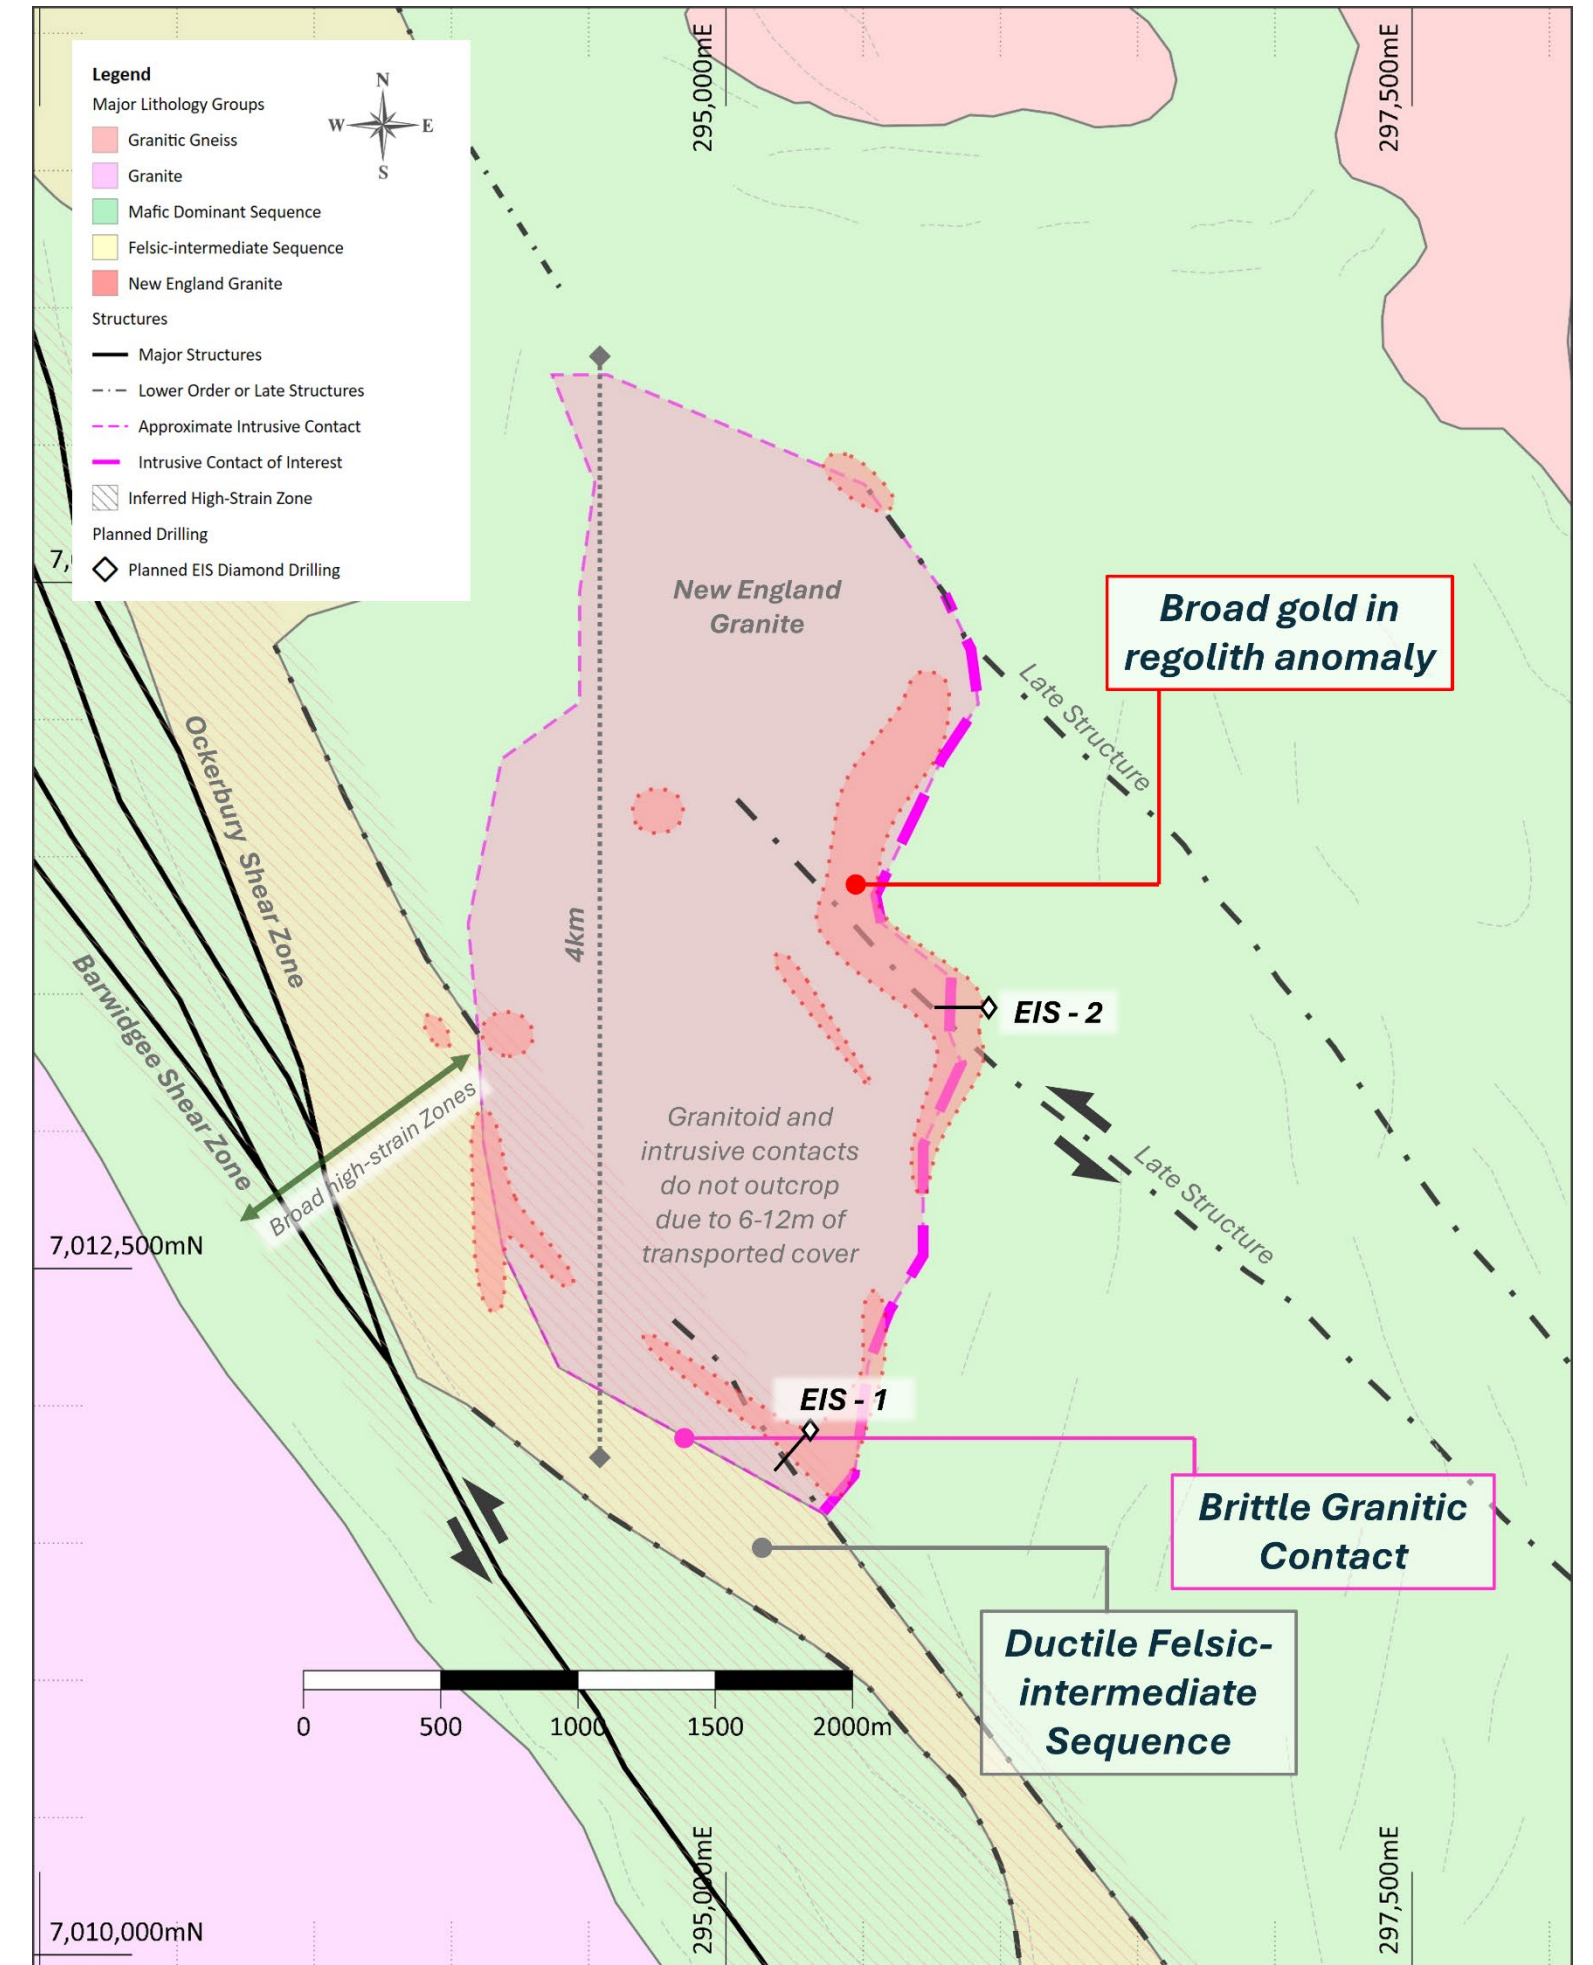 295,000mE
297,500mE
Legend
Major Lithology Groups
N
W
E
S
Granitic Gneiss
Granite
Mafic Dominant Sequence
Felsic-intermediate Sequence
New England Granite
Structures
Major Structures
Lower Order or Late Structures
Approximate Intrusive Contact
Intrusive Contact of Interest
Inferred High-Strain Zone
Planned Drilling
Planned EIS Diamond Drilling
New England
Granite
Broad gold in
regolith anomaly
Late Structure
Ockerbury Shear Zone
4km
Barwidgee Shear Zone
EIS - 2
Broad high-strain Zones
Granitoid and
intrusive contacts
do not outcrop
due to 6-12m of
transported cover
Late Structure
7,012,500mN
EIS - 1
Brittle Granitic
Contact
Ductile Felsic-
intermediate
Sequence
0
500
1000
1500
2000m
295,000mE
297,500mE
7,010,000mN